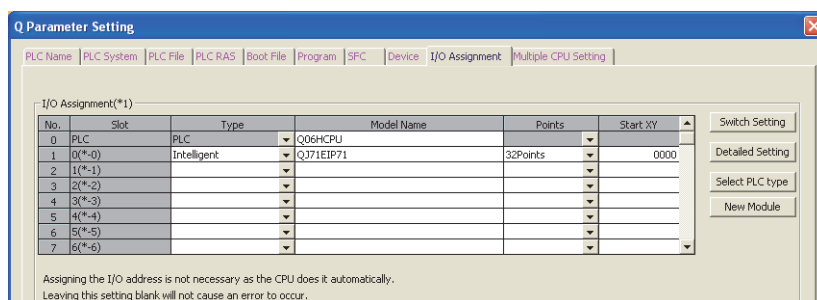 Q Parameter Setting
PLC Name PLC System PLC File PLC RAS Boot File Program SFC Device I/O Assignment Multiple CPU Setting
I/O Assignment(*1)
No. Slot Type Model Name Points Start XY
0 PLC PLC Q06HCPU
1 0(*-0) Intelligent QJ71EIP71 32Points 0000
2 1(*-1)
3 2(*-2)
4 3(*-3)
5 4(*-4)
6 5(*-5)
7 6(*-6)
Switch Setting
Detailed Setting
Select PLC type
New Module
Assigning the I/O address is not necessary as the CPU does it automatically.
Leaving this setting blank will not cause an error to occur.